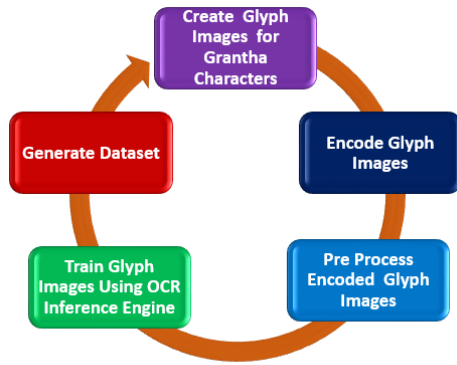 Create Glyph
Images for
Grantha
Characters
Encode Glyph
Images
Pre Process
Encoded Glyph
Images
Train Glyph
Images Using OCR
Inference Engine
Generate Dataset